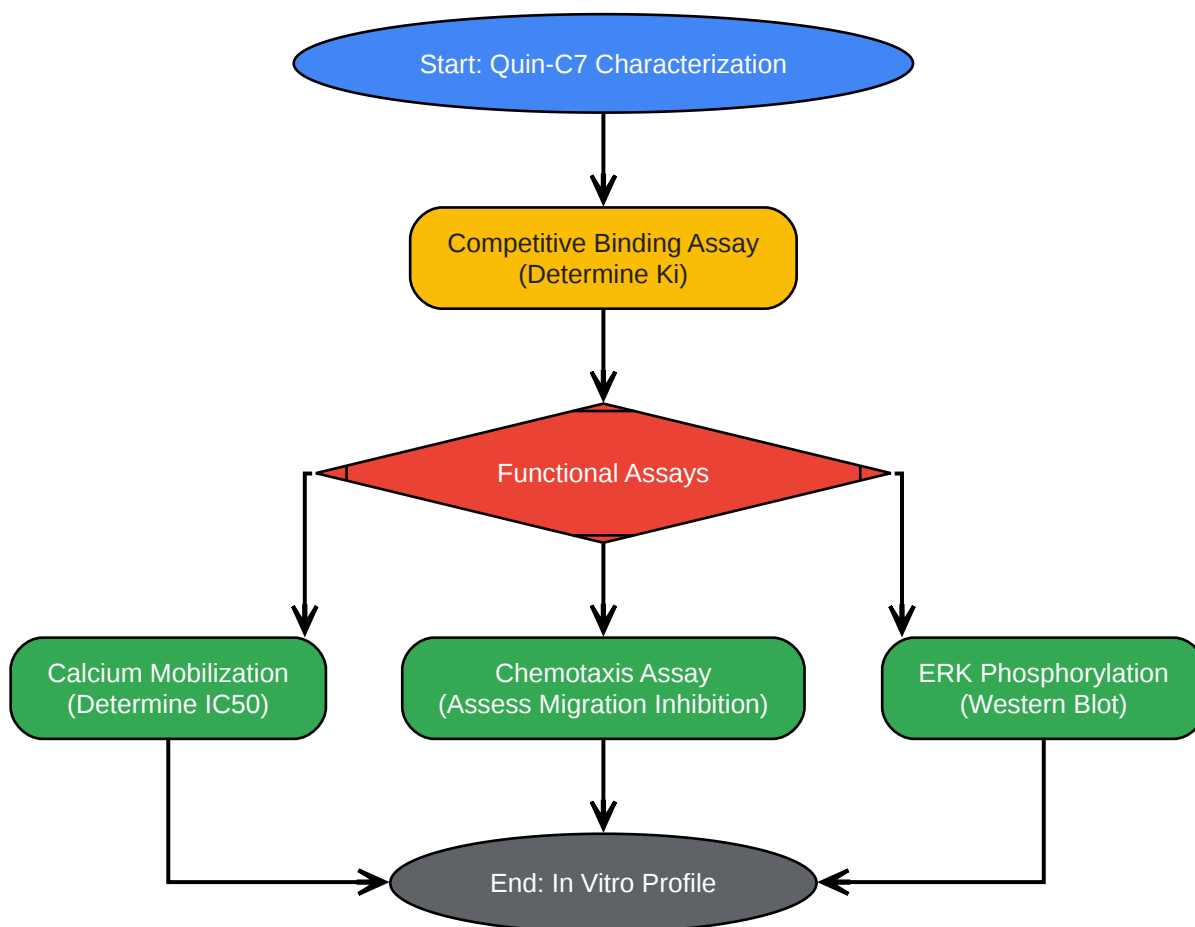 Start: Quin-C7 Characterization
Competitive Binding Assay
(Determine Ki)
Functional Assays
Calcium Mobilization
(Determine IC50)
Chemotaxis Assay
(Assess Migration Inhibition)
ERK Phosphorylation
(Western Blot)
End: In Vitro Profile